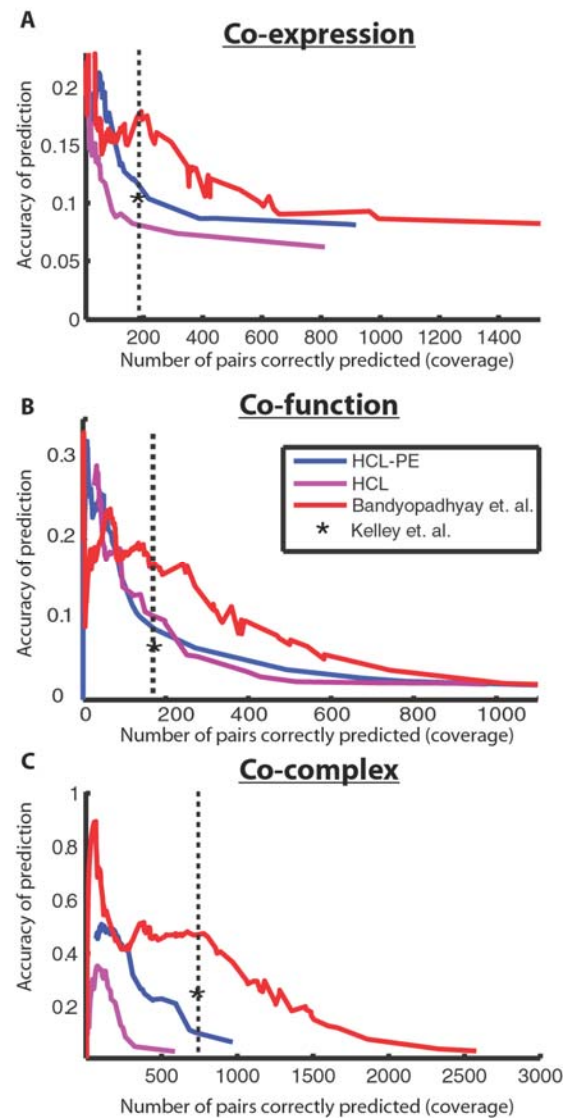 A
Co-expression
Accuracy of prediction
0.2
0.15
0.1
0.05
0
*
200 400 600 800 1000 1200 1400
Number of pairs correctly predicted (coverage)
B
Co-function
Accuracy of prediction
0.3
0.2
0.1
0
*
HCL-PE
HCL
Bandyopadhyay et. al.
* Kelley et. al.
0 200 400 600 800 1000
Number of pairs correctly predicted (coverage)
C
Co-complex
Accuracy of prediction
1
0.8
0.6
0.4
0.2
*
500 1000 1500 2000 2500 3000
Number of pairs correctly predicted (coverage)